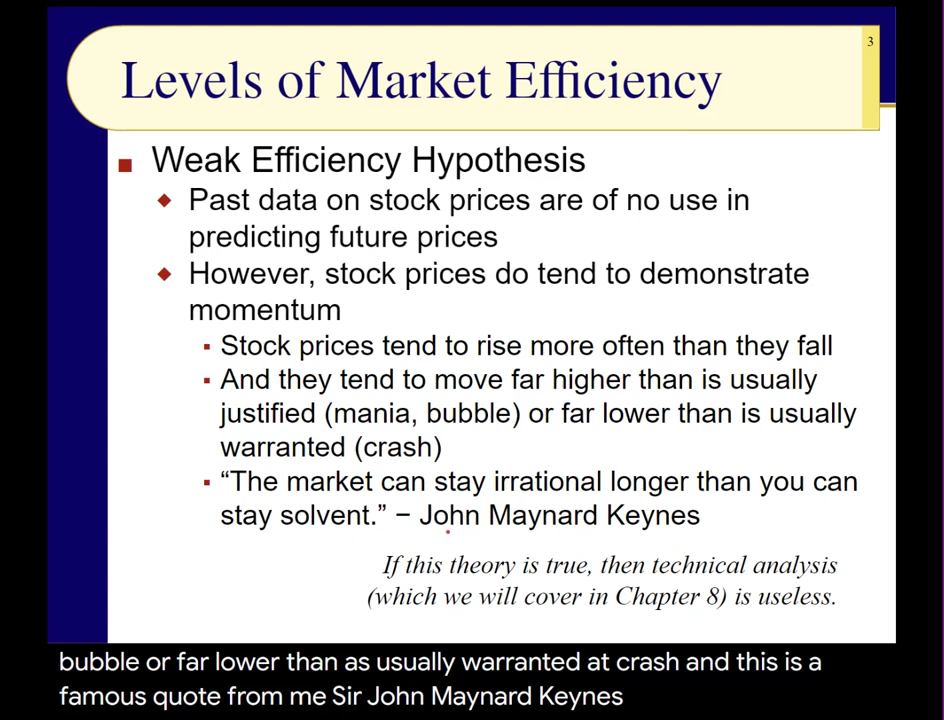 3
Levels of Market Efficiency
■ Weak Efficiency Hypothesis
◆ Past data on stock prices are of no use in
predicting future prices
◆ However, stock prices do tend to demonstrate
momentum
▪ Stock prices tend to rise more often than they fall
▪ And they tend to move far higher than is usually
justified (mania, bubble) or far lower than is usually
warranted (crash)
▪ “The market can stay irrational longer than you can
stay solvent.” − John Maynard Keynes
If this theory is true, then technical analysis
(which we will cover in Chapter 8) is useless.
bubble or far lower than as usually warranted at crash and this is a
famous quote from me Sir John Maynard Keynes